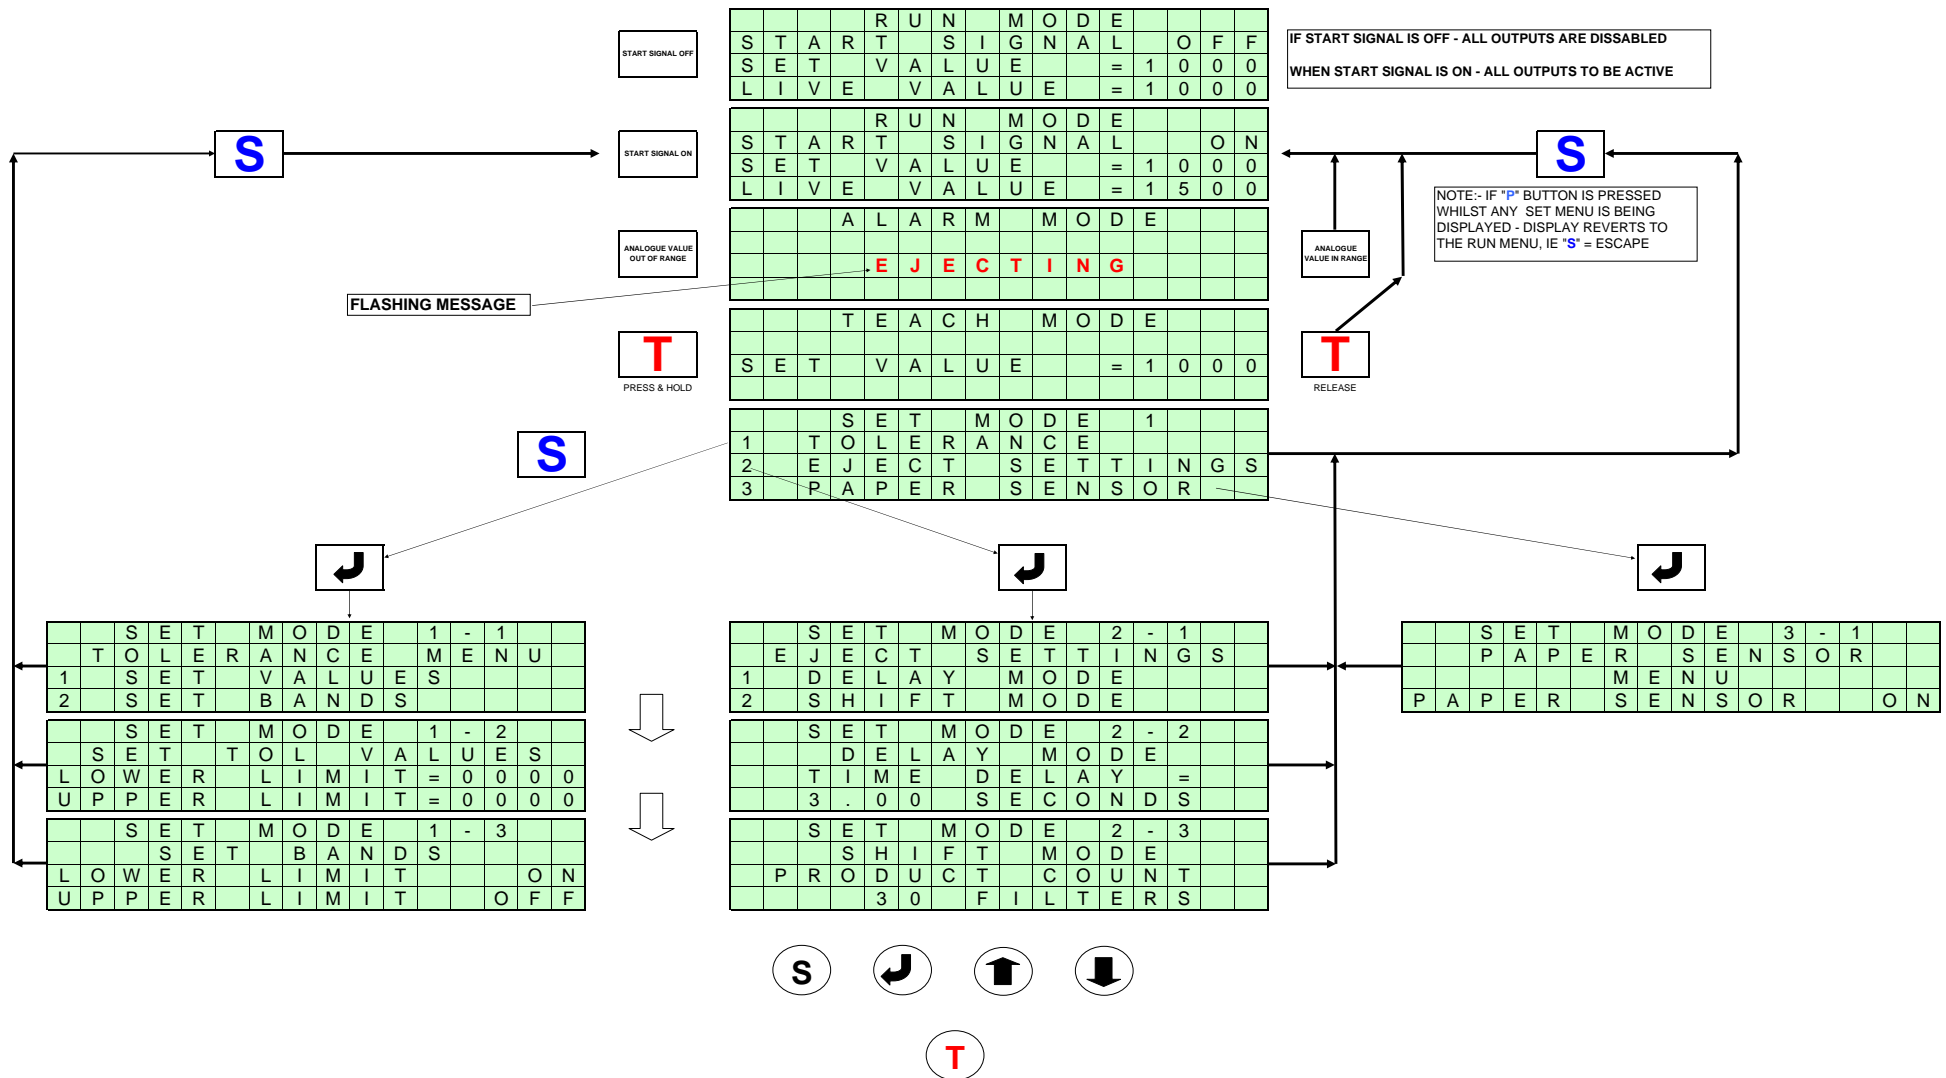 START SIGNAL OFF
RUN MODE
START SIGNAL OFF
SET VALUE =1000
LIVE VALUE =1000
IF START SIGNAL IS OFF - ALL OUTPUTS ARE DISSABLED
WHEN START SIGNAL IS ON - ALL OUTPUTS TO BE ACTIVE
S
START SIGNAL ON
RUN MODE
START SIGNAL ON
SET VALUE =1000
LIVE VALUE =1500
S
NOTE:- IF "P" BUTTON IS PRESSED
WHILST ANY SET MENU IS BEING
DISPLAYED - DISPLAY REVERTS TO
THE RUN MENU, IE "S" = ESCAPE
ANALOGUE VALUE
OUT OF RANGE
ALARM MODE
EJECTING
ANALOGUE
VALUE IN RANGE
FLASHING MESSAGE
T
PRESS & HOLD
TEACH MODE
SET VALUE =1000
T
RELEASE
S
SET MODE 1
1 TOLERANCE
2 EJECT SETTINGS
3 PAPER SENSOR
SET MODE 1-1
TOLERANCE MENU
1 SET VALUES
2 SET BANDS
SET MODE 1-2
SET TOL VALUES
LOWER LIMIT=0000
UPPER LIMIT=0000
SET MODE 1-3
SET BANDS
LOWER LIMIT ON
UPPER LIMIT OFF
SET MODE 2-1
EJECT SETTINGS
1 DELAY MODE
2 SHIFT MODE
SET MODE 2-2
DELAY MODE
TIME DELAY =
3.00 SECONDS
SET MODE 2-3
SHIFT MODE
PRODUCT COUNT
30 FILTERS
SET MODE 3-1
PAPER SENSOR
MENU
PAPER SENSOR ON
S
T